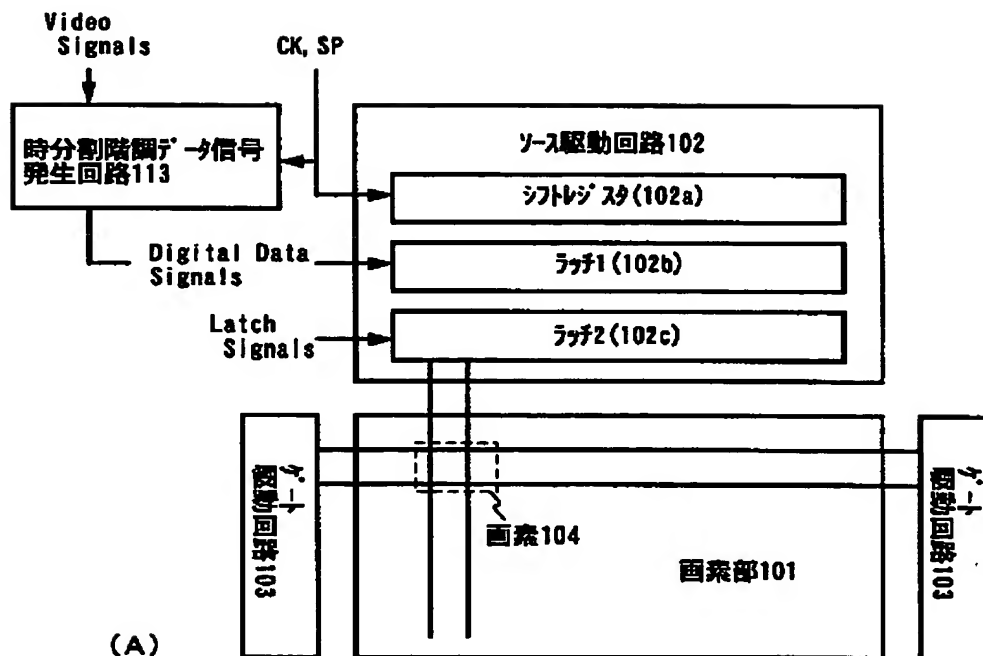 Video
Signals
CK, SP
時分割階調データ信号
発生回路113
ソース駆動回路102
シフトレジスタ(102a)
Digital Data
Signals
ラッチ1(102b)
Latch
Signals
ラッチ2(102c)
ゲート
駆動回路103
画素104
画素部101
ゲート
駆動回路103
(A)